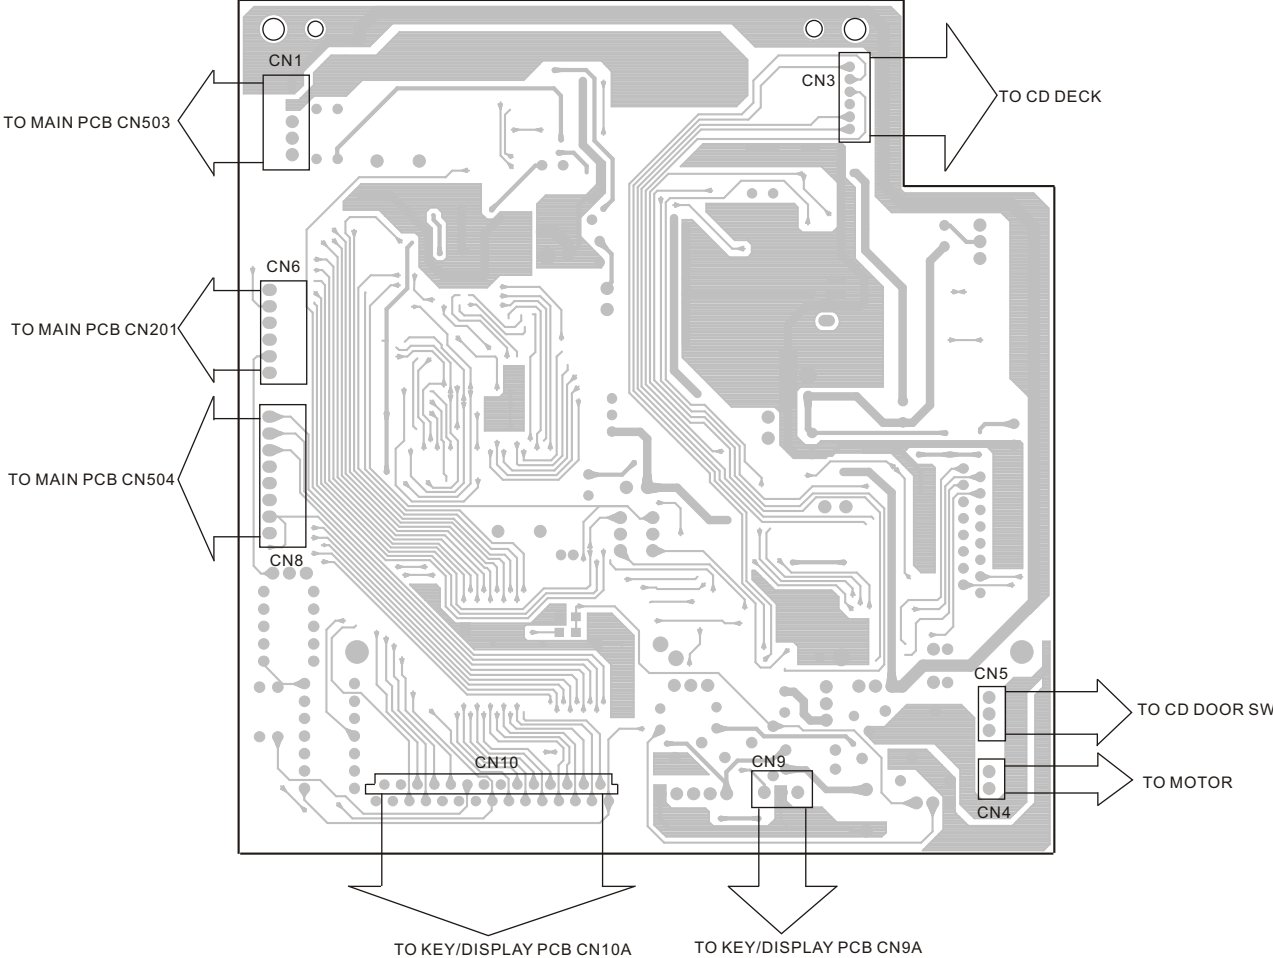 CN1
CN3
TO CD DECK
TO MAIN PCB CN503
CN6
TO MAIN PCB CN201
TO MAIN PCB CN504
CN8
CN5
TO CD DOOR SW
CN10
CN9
TO MOTOR
CN4
TO KEY/DISPLAY PCB CN10A
TO KEY/DISPLAY PCB CN9A